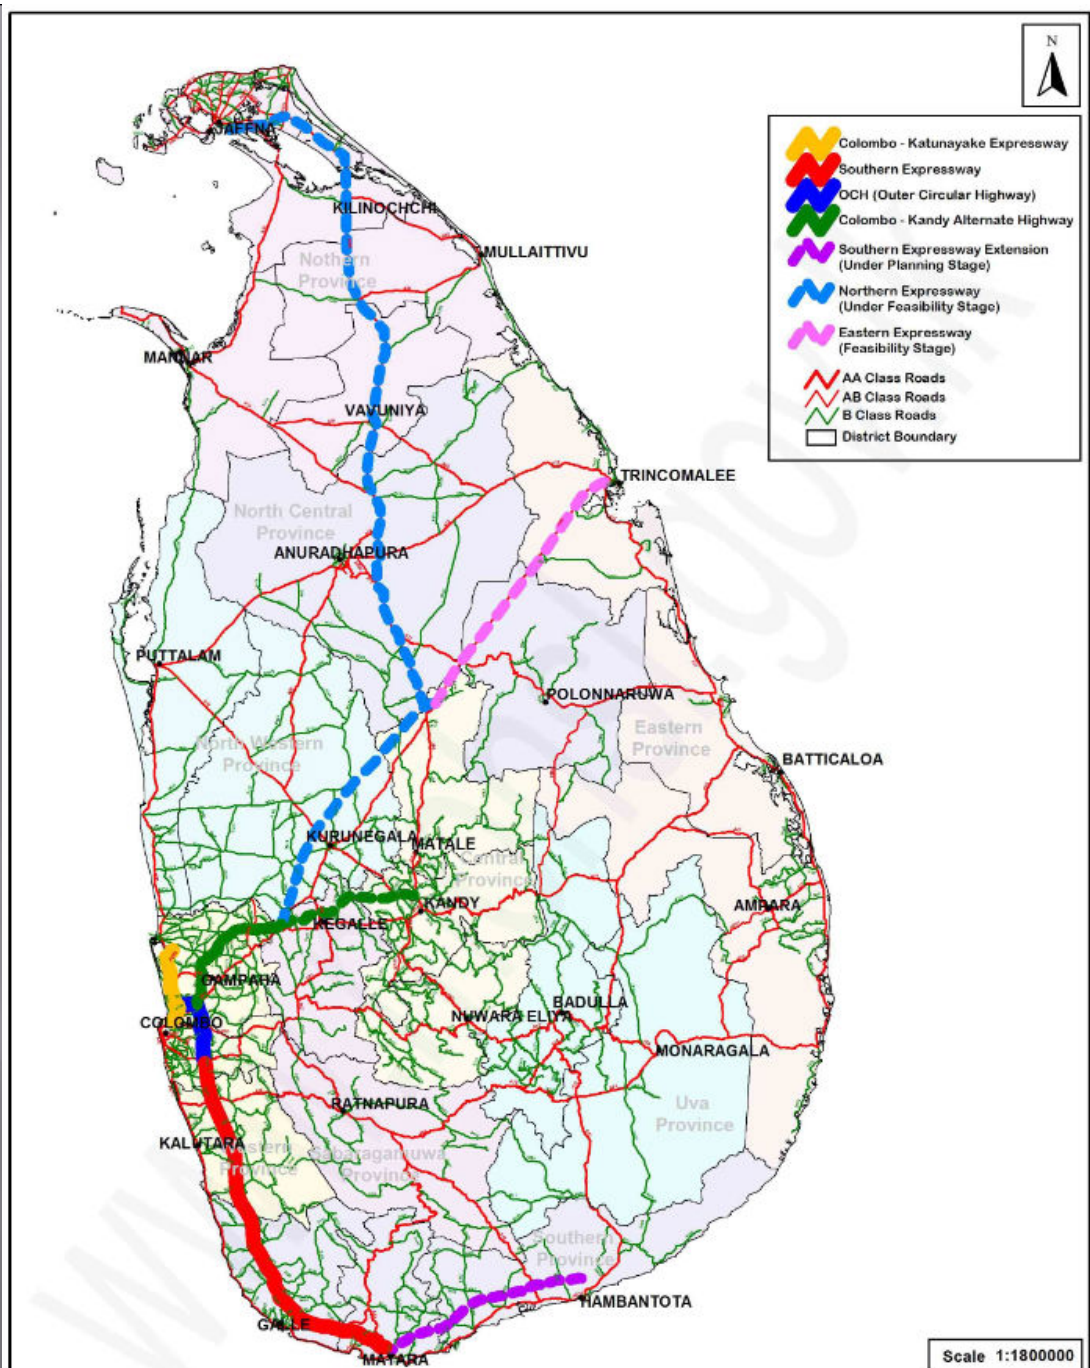 N
Colombo - Katunayake Expressway
Southern Expressway
OCH (Outer Circular Highway)
Colombo - Kandy Alternate Highway
Southern Expressway Extension
(Under Planning Stage)
Northern Expressway
(Under Feasibility Stage)
Eastern Expressway
(Feasibility Stage)
AA Class Roads
AB Class Roads
B Class Roads
District Boundary
JAFFNA
KILINOCHCHI
MULLAITTIVU
Nothern
Province
MANNAR
VAVUNIYA
TRINCOMALEE
North Central
Province
ANURADHAPURA
PUTTALAM
POLONNARUWA
Eastern
Province
North Western
Province
BATTICALOA
KURUNEGALA
MATALE
Central
Province
KANDY
AMPARA
KEGALLE
GAMPAHA
BADULLA
NUWARA ELIYA
COLOMBO
MONARAGALA
RATNAPURA
Uva
Province
KALUTARA
Western
Province
Sabaragamuwa
Province
Southern
Province
HAMBANTOTA
GALLE
MATARA
Scale 1:1800000